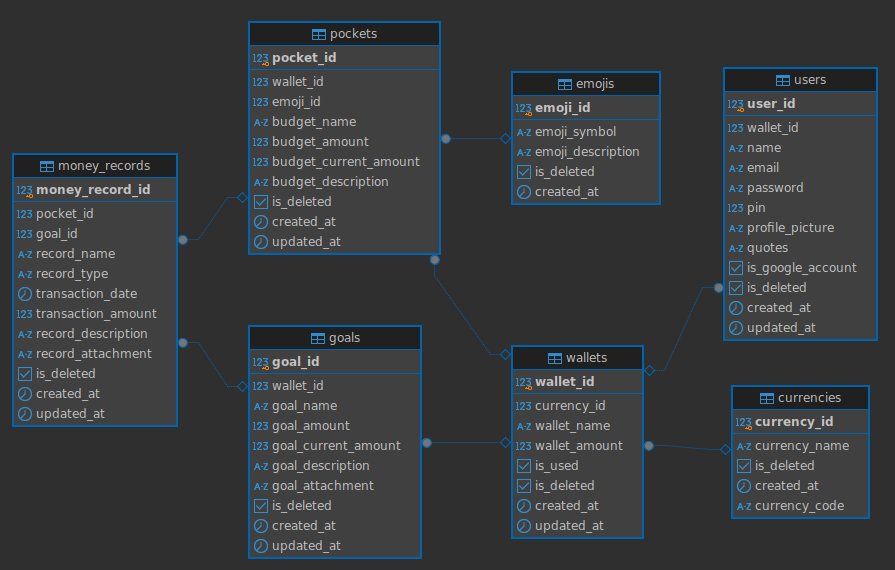 pockets
123 pocket_id
123 wallet_id
123 emoji_id
A-Z budget_name
123 budget_amount
123 budget_current_amount
A-Z budget_description
is_deleted
created_at
updated_at
emojis
123 emoji_id
A-Z emoji_symbol
A-Z emoji_description
is_deleted
created_at
users
123 user_id
123 wallet_id
A-Z name
A-Z email
A-Z password
123 pin
A-Z profile_picture
A-Z quotes
is_google_account
is_deleted
created_at
updated_at
money_records
123 money_record_id
123 pocket_id
123 goal_id
A-Z record_name
A-Z record_type
transaction_date
123 transaction_amount
A-Z record_description
A-Z record_attachment
is_deleted
created_at
updated_at
goals
123 goal_id
123 wallet_id
A-Z goal_name
123 goal_amount
123 goal_current_amount
A-Z goal_description
A-Z goal_attachment
is_deleted
created_at
updated_at
wallets
123 wallet_id
123 currency_id
A-Z wallet_name
123 wallet_amount
is_used
is_deleted
created_at
updated_at
currencies
123 currency_id
A-Z currency_name
is_deleted
created_at
A-Z currency_code